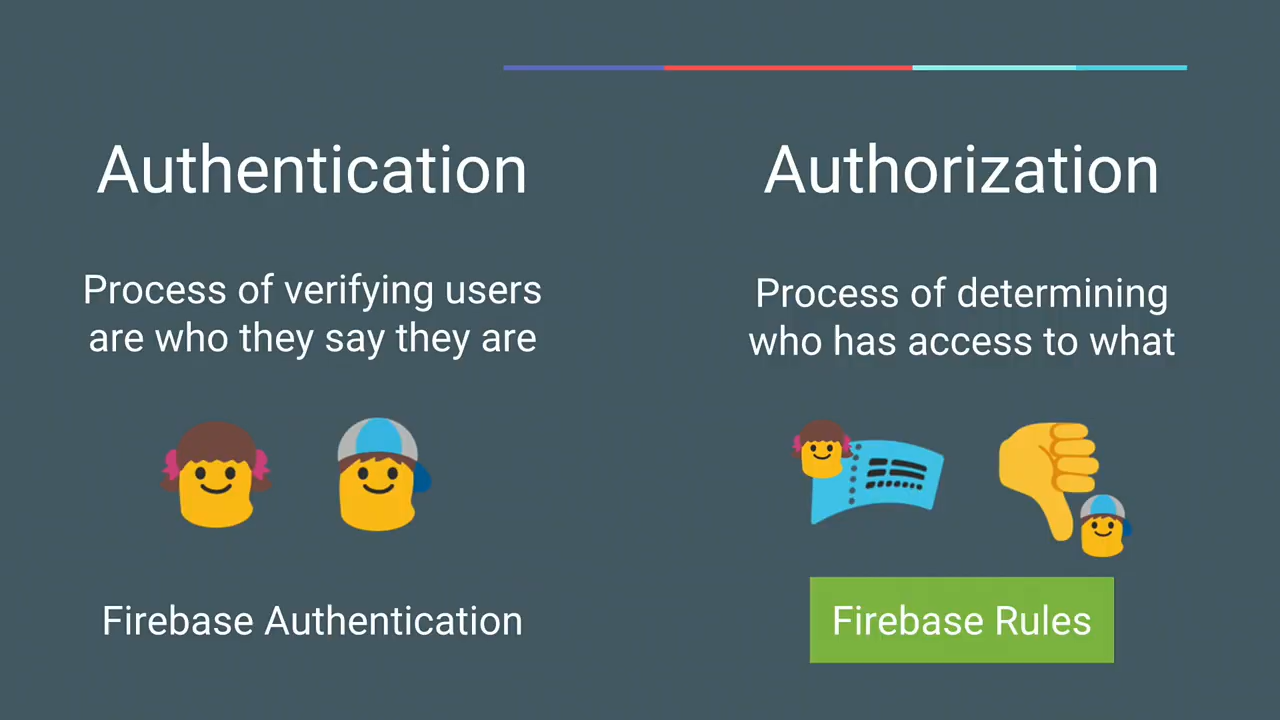 Authentication
Process of verifying users
are who they say they are
Firebase Authentication
Authorization
Process of determining
who has access to what
Firebase Rules